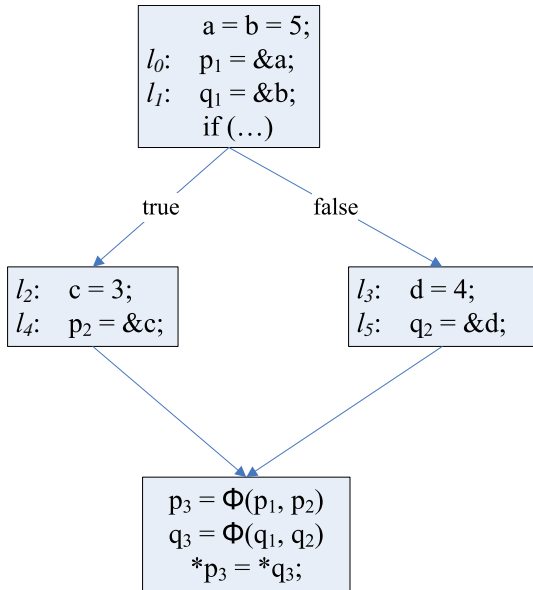 a = b = 5;
l₀: p₁ = &a;
l₁: q₁ = &b;
if (…)
true
false
l₂: c = 3;
l₄: p₂ = &c;
l₃: d = 4;
l₅: q₂ = &d;
p₃ = Φ(p₁, p₂)
q₃ = Φ(q₁, q₂)
*p₃ = *q₃;